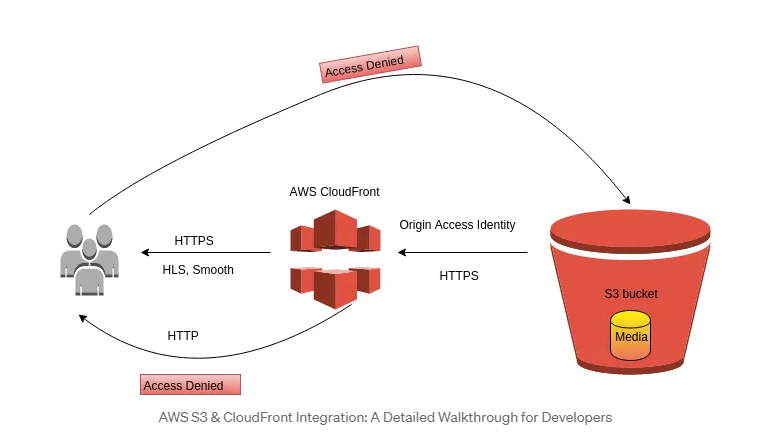 Access Denied
AWS CloudFront
Origin Access Identity
HTTPS
HLS, Smooth
HTTPS
S3 bucket
Media
HTTP
Access Denied
AWS S3 & CloudFront Integration: A Detailed Walkthrough for Developers